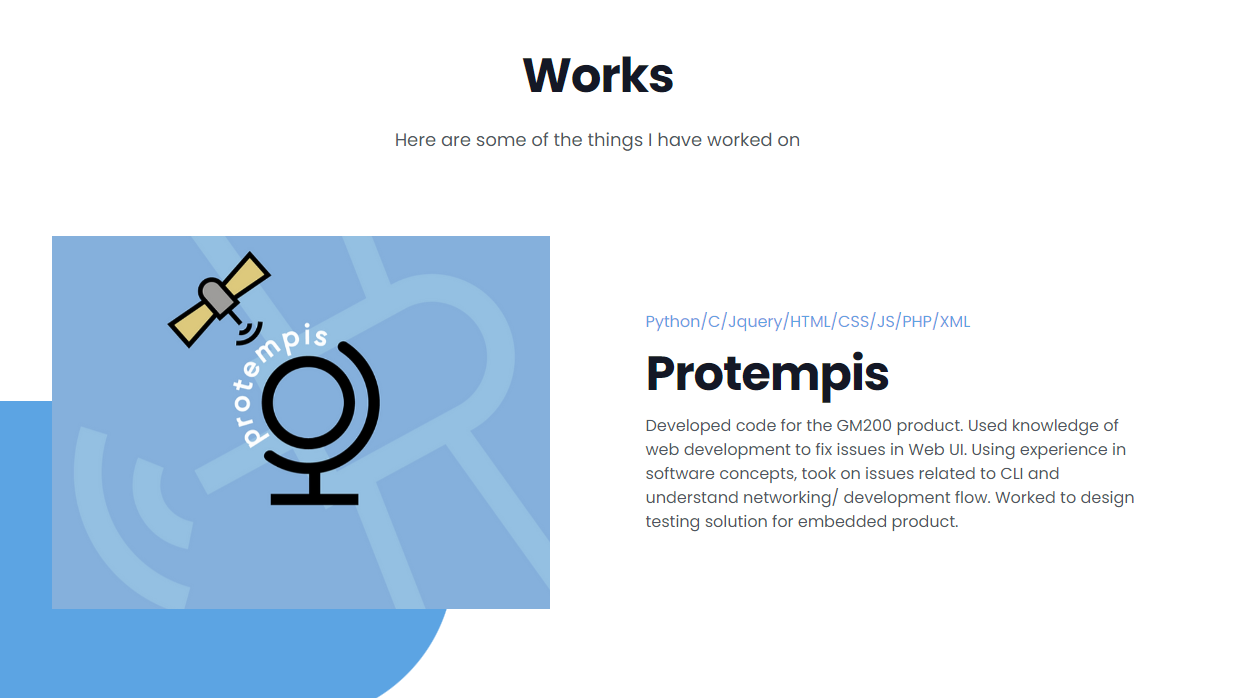 Works
Here are some of the things I have worked on
protempis
Python/C/Jquery/HTML/CSS/JS/PHP/XML
Protempis
Developed code for the GM200 product. Used knowledge of
web development to fix issues in Web UI. Using experience in
software concepts, took on issues related to CLI and
understand networking/ development flow. Worked to design
testing solution for embedded product.